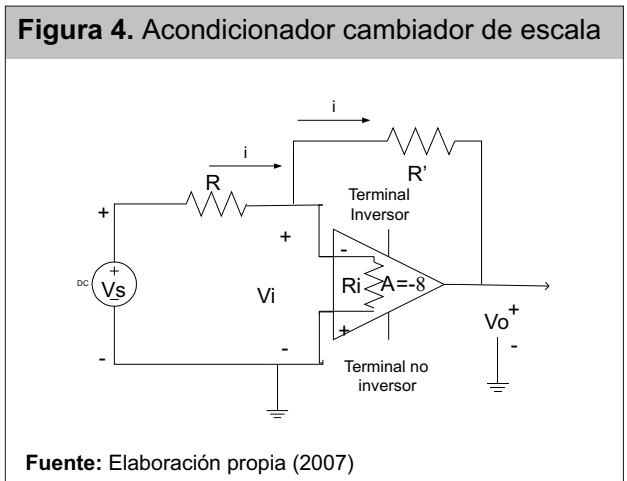 Figura 4. Acondicionador cambiador de escala
i
i
R
R'
Terminal
Inversor
+
+
-
DC
+
Vs
-
Vi
Ri
A=-8
+
Vo
+
-
-
-
Terminal no
inversor
Fuente: Elaboración propia (2007)